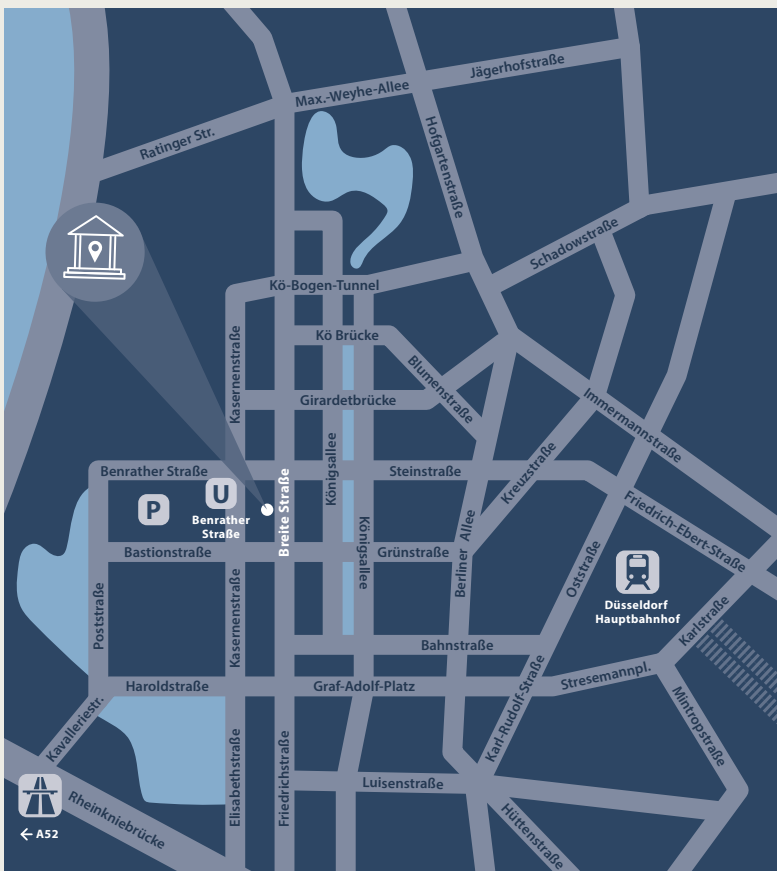 Jägerhofstraße
Max.-Weyhe-Allee
Ratinger Str.
Hofgartenstraße
Schadowstraße
Kö-Bogen-Tunnel
Kö Brücke
Kasernenstraße
Blumenstraße
Girardetbrücke
Immermannstraße
Königsallee
Benrather Straße
Steinstraße
Kreuzstraße
Breite Straße
P
U
Benrather
Straße
Friedrich-Ebert-Straße
Königsallee
Berliner Allee
Bastionstraße
Grünstraße
Oststraße
Düsseldorf
Hauptbahnhof
Poststraße
Kasernenstraße
Karlstraße
Bahnstraße
Haroldstraße
Graf-Adolf-Platz
Stresemannpl.
Karl-Rudolf-Straße
Kavalleriestr.
Mintropstraße
Elisabethstraße
Friedrichstraße
Luisenstraße
Rheinkniebrücke
Hüttenstraße
← A52